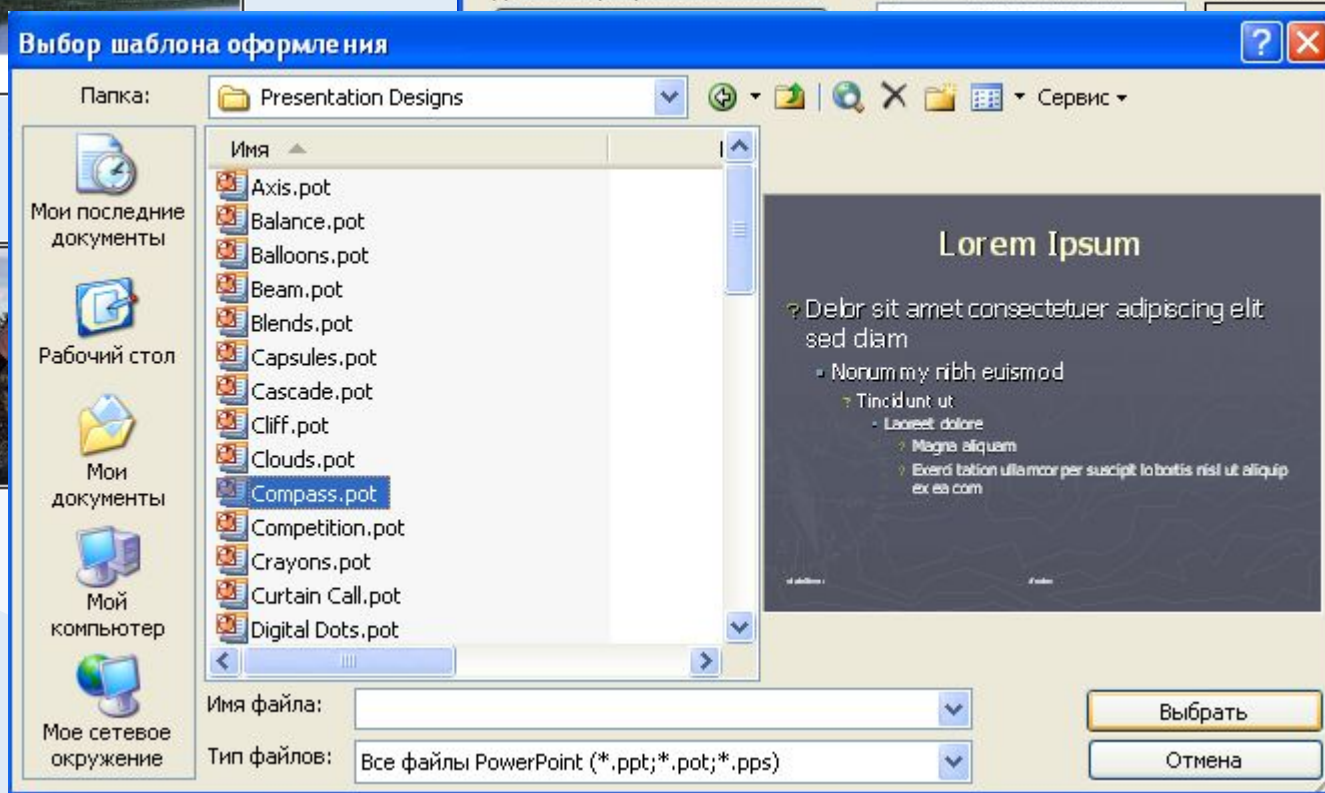 Выбор шаблона оформления
Папка:
Presentation Designs
Сервис
Мои последние
документы
Рабочий стол
Мои
документы
Мой
компьютер
Мое сетевое
окружение
Имя
Axis.pot
Balance.pot
Balloons.pot
Beam.pot
Blends.pot
Capsules.pot
Cascade.pot
Cliff.pot
Clouds.pot
Compass.pot
Competition.pot
Crayons.pot
Curtain Call.pot
Digital Dots.pot
Lorem Ipsum
Dolor sit amet consectetuer adipiscing elit
sed diam
Nonummy nibh euismod
Tincidunt ut
Laoreet dolore
Magna aliquam
Exerci tation ullamcorper suscipit lobortis nisl ut aliquip
ex ea com
Имя файла:
Тип файлов:
Все файлы PowerPoint (*.ppt;*.pot;*.pps)
Выбрать
Отмена